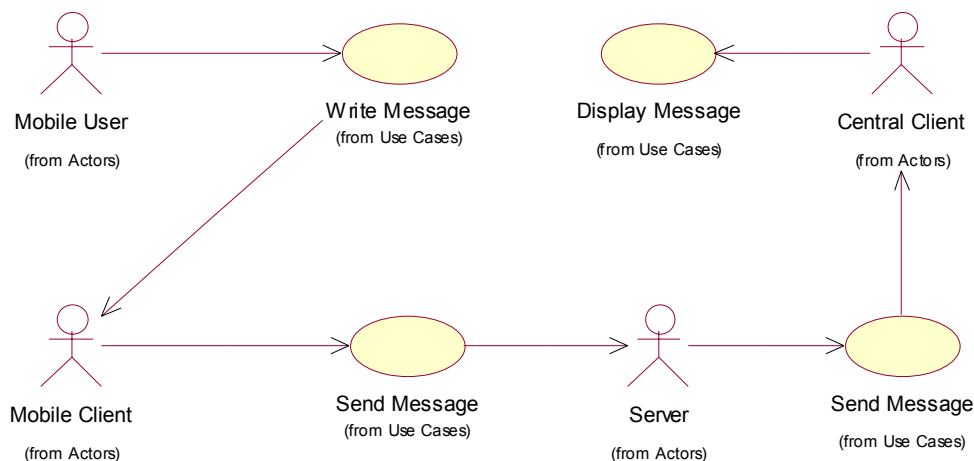 Mobile User
(from Actors)
Write Message
(from Use Cases)
Display Message
(from Use Cases)
Central Client
(from Actors)
Mobile Client
(from Actors)
Send Message
(from Use Cases)
Server
(from Actors)
Send Message
(from Use Cases)